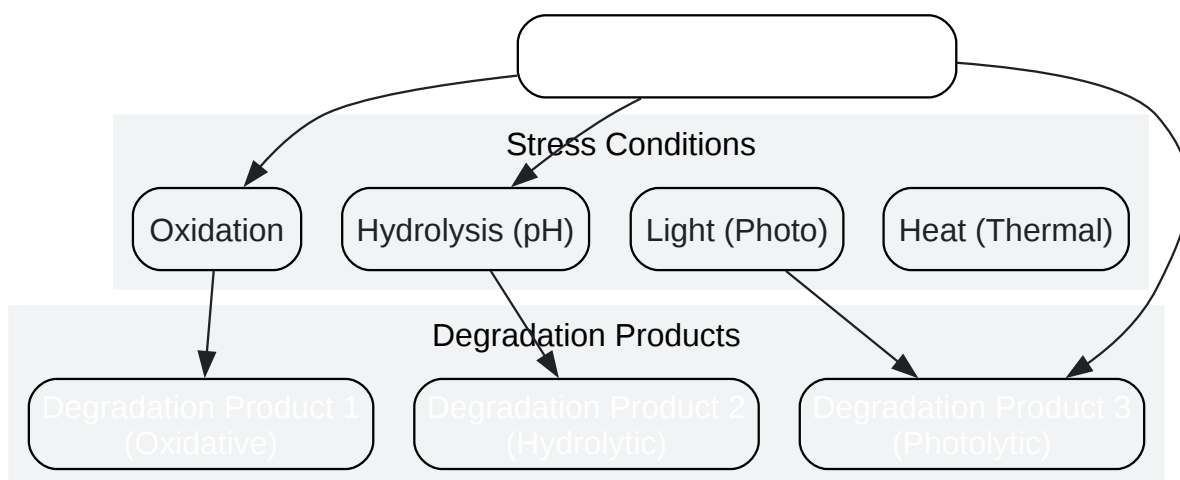 Stress Conditions
Oxidation
Hydrolysis (pH)
Light (Photo)
Heat (Thermal)
Degradation Products
Degradation Product 1
(Oxidative)
Degradation Product 2
(Hydrolytic)
Degradation Product 3
(Photolytic)